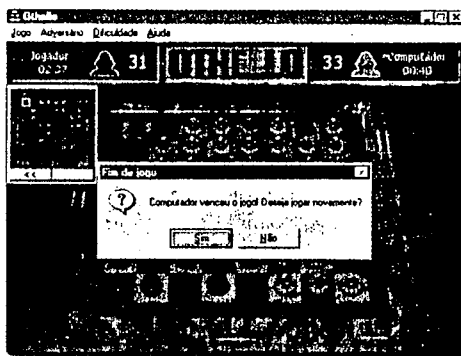 Othello
Jogo Adversário Dificuldade Ajuda
Jogador
02:27
31
33
Computador
00:40
<<
Fim de jogo
Computador venceu o jogo! Deseja jogar novamente?
Sim Não